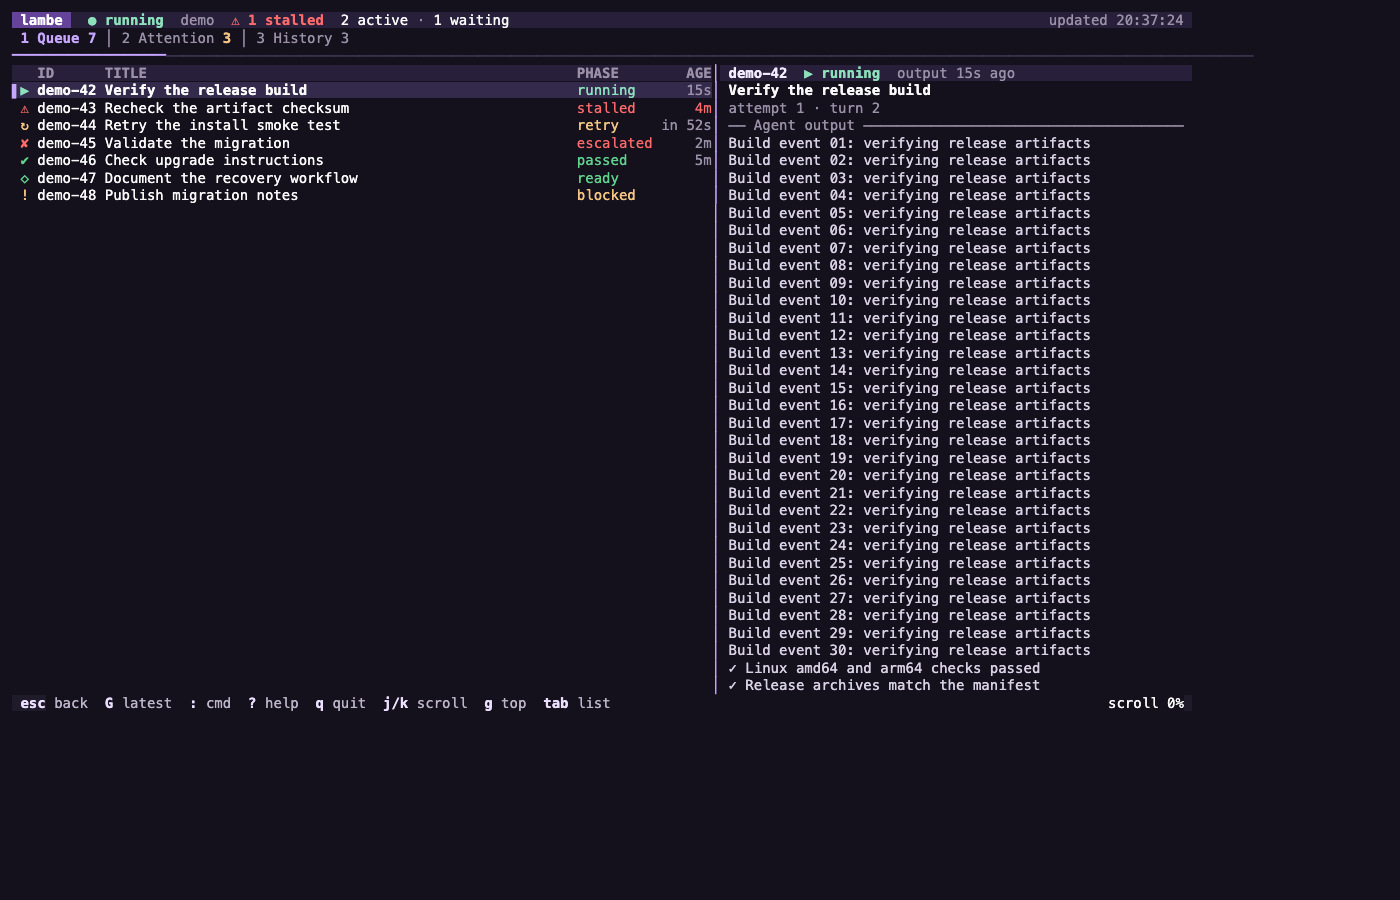 lambe ● running demo ⚠ 1 stalled 2 active · 1 waiting updated 20:37:24
1 Queue 7 │ 2 Attention 3 │ 3 History 3
ID TITLE PHASE AGE
▶ demo-42 Verify the release build running 15s
⚠ demo-43 Recheck the artifact checksum stalled 4m
↻ demo-44 Retry the install smoke test retry in 52s
✘ demo-45 Validate the migration escalated 2m
✔ demo-46 Check upgrade instructions passed 5m
◇ demo-47 Document the recovery workflow ready
! demo-48 Publish migration notes blocked
demo-42 ▶ running output 15s ago
Verify the release build
attempt 1 · turn 2
── Agent output ──
Build event 01: verifying release artifacts
Build event 02: verifying release artifacts
Build event 03: verifying release artifacts
Build event 04: verifying release artifacts
Build event 05: verifying release artifacts
Build event 06: verifying release artifacts
Build event 07: verifying release artifacts
Build event 08: verifying release artifacts
Build event 09: verifying release artifacts
Build event 10: verifying release artifacts
Build event 11: verifying release artifacts
Build event 12: verifying release artifacts
Build event 13: verifying release artifacts
Build event 14: verifying release artifacts
Build event 15: verifying release artifacts
Build event 16: verifying release artifacts
Build event 17: verifying release artifacts
Build event 18: verifying release artifacts
Build event 19: verifying release artifacts
Build event 20: verifying release artifacts
Build event 21: verifying release artifacts
Build event 22: verifying release artifacts
Build event 23: verifying release artifacts
Build event 24: verifying release artifacts
Build event 25: verifying release artifacts
Build event 26: verifying release artifacts
Build event 27: verifying release artifacts
Build event 28: verifying release artifacts
Build event 29: verifying release artifacts
Build event 30: verifying release artifacts
✓ Linux amd64 and arm64 checks passed
✓ Release archives match the manifest
esc back G latest : cmd ? help q quit j/k scroll g top tab list scroll 0%